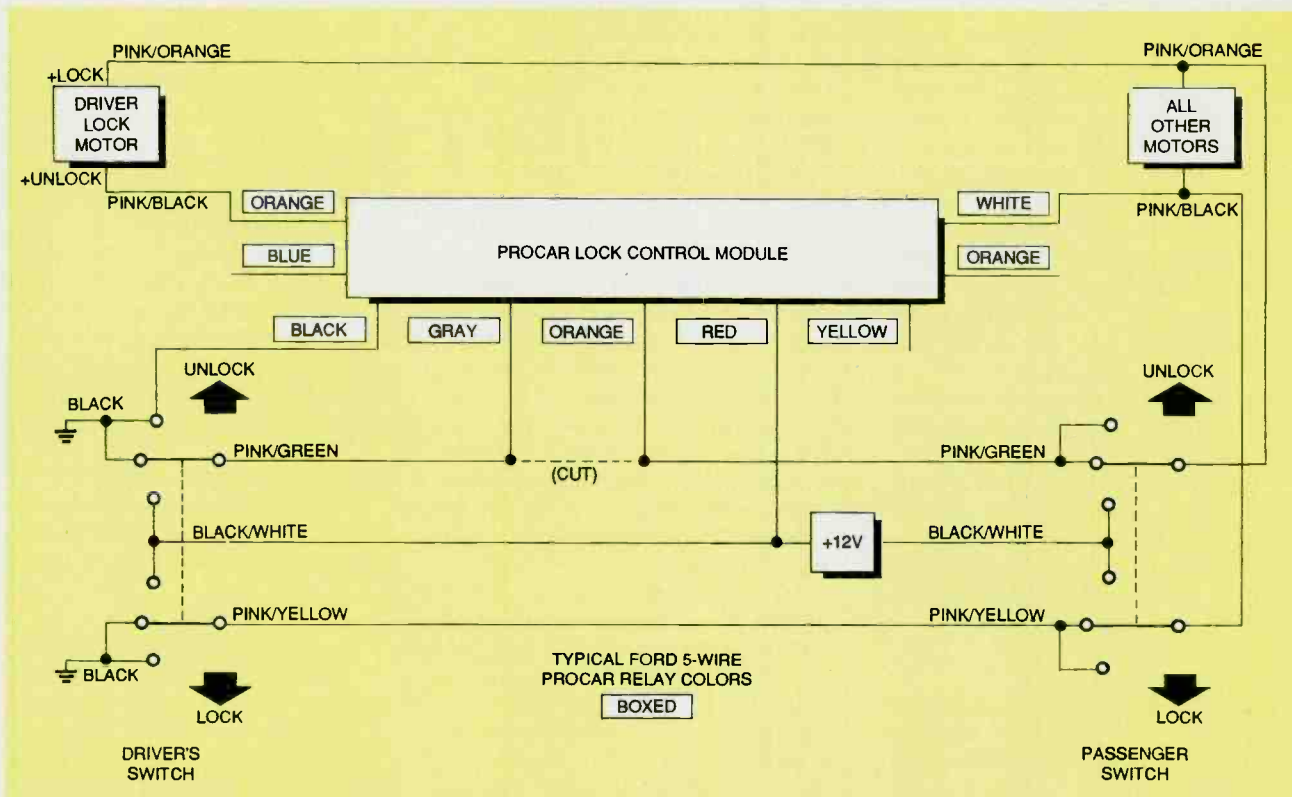 PINK/ORANGE
PINK/ORANGE
+LOCK
DRIVER
LOCK
MOTOR
ALL
OTHER
MOTORS
+UNLOCK
PINK/BLACK
ORANGE
WHITE
PINK/BLACK
BLUE
PROCAR LOCK CONTROL MODULE
ORANGE
BLACK
GRAY
ORANGE
RED
YELLOW
UNLOCK
UNLOCK
BLACK
PINK/GREEN
(CUT)
PINK/GREEN
BLACK/WHITE
+12V
BLACK/WHITE
PINK/YELLOW
PINK/YELLOW
BLACK
TYPICAL FORD 5-WIRE
PROCAR RELAY COLORS
BOXED
LOCK
LOCK
DRIVER'S
SWITCH
PASSENGER
SWITCH